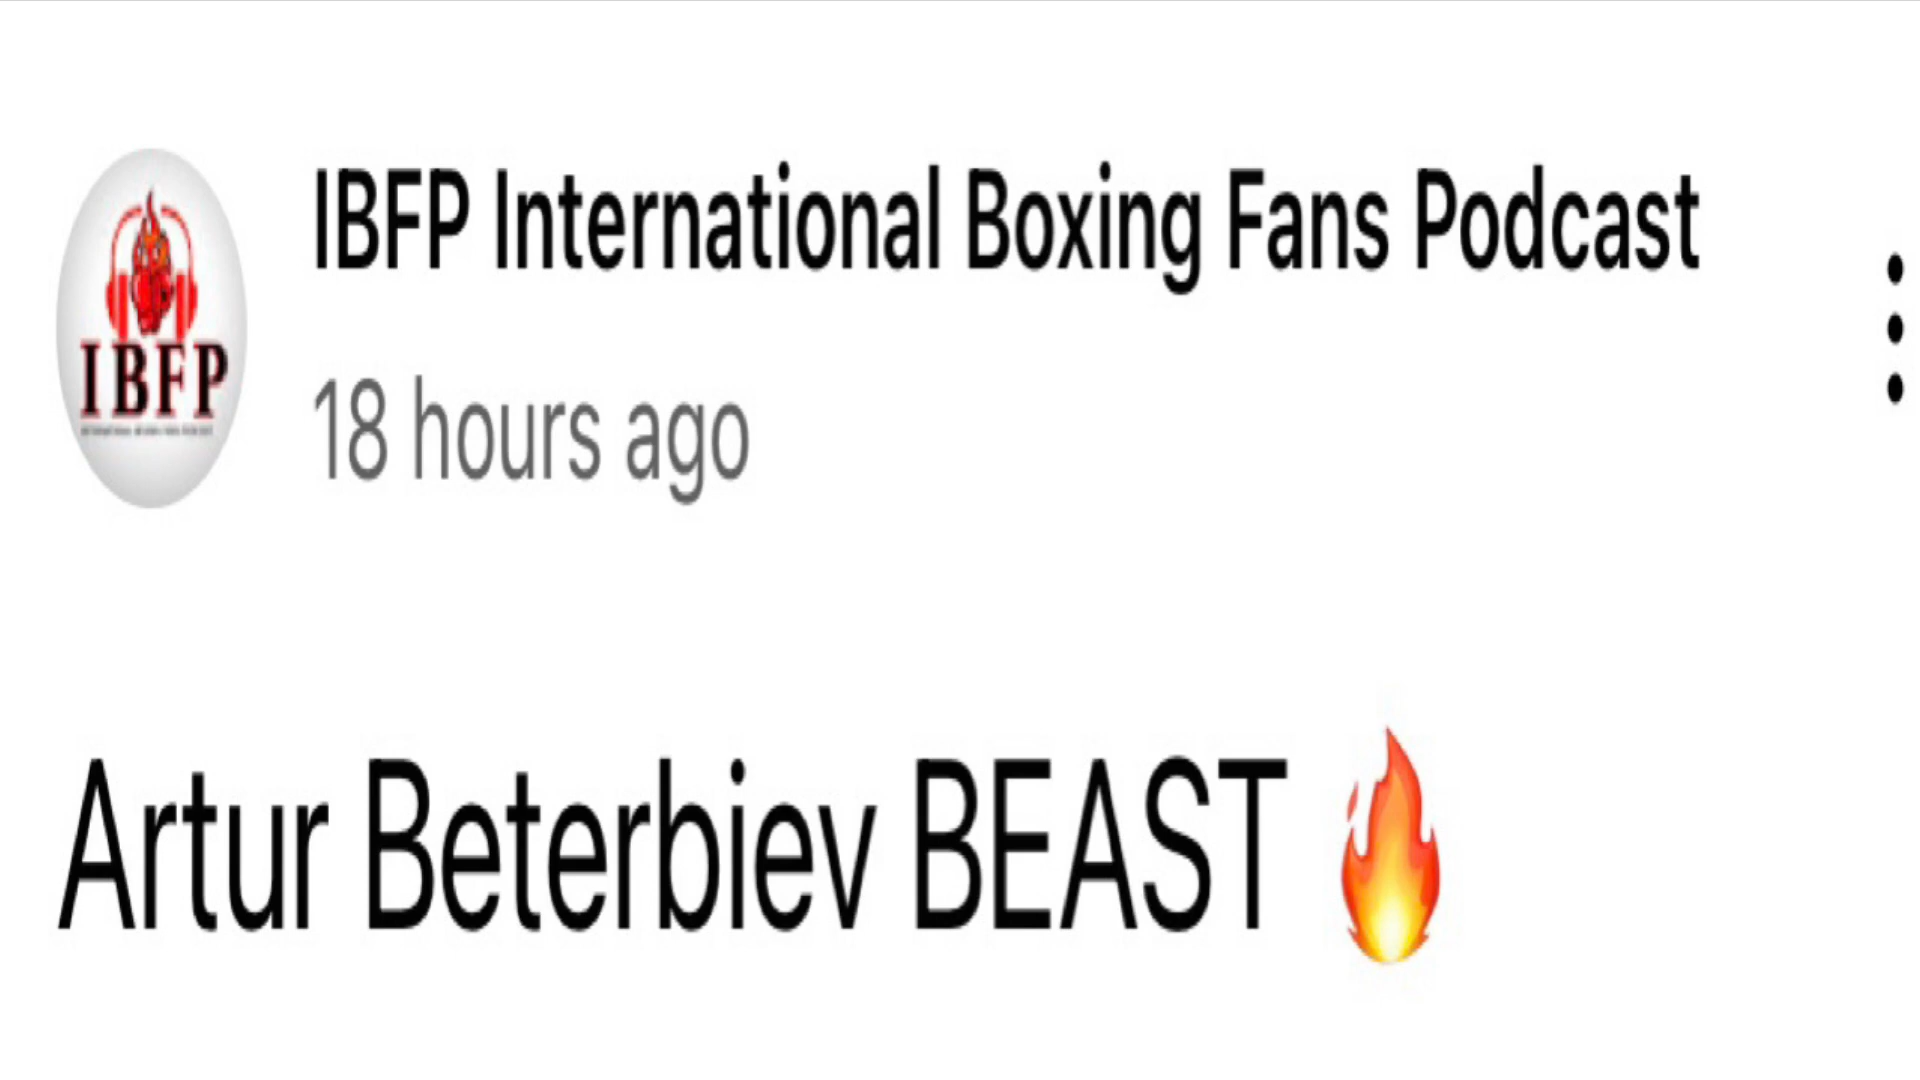 IBFP International Boxing Fans Podcast
IBFP
18 hours ago
Artur Beterbiev BEAST 🔥